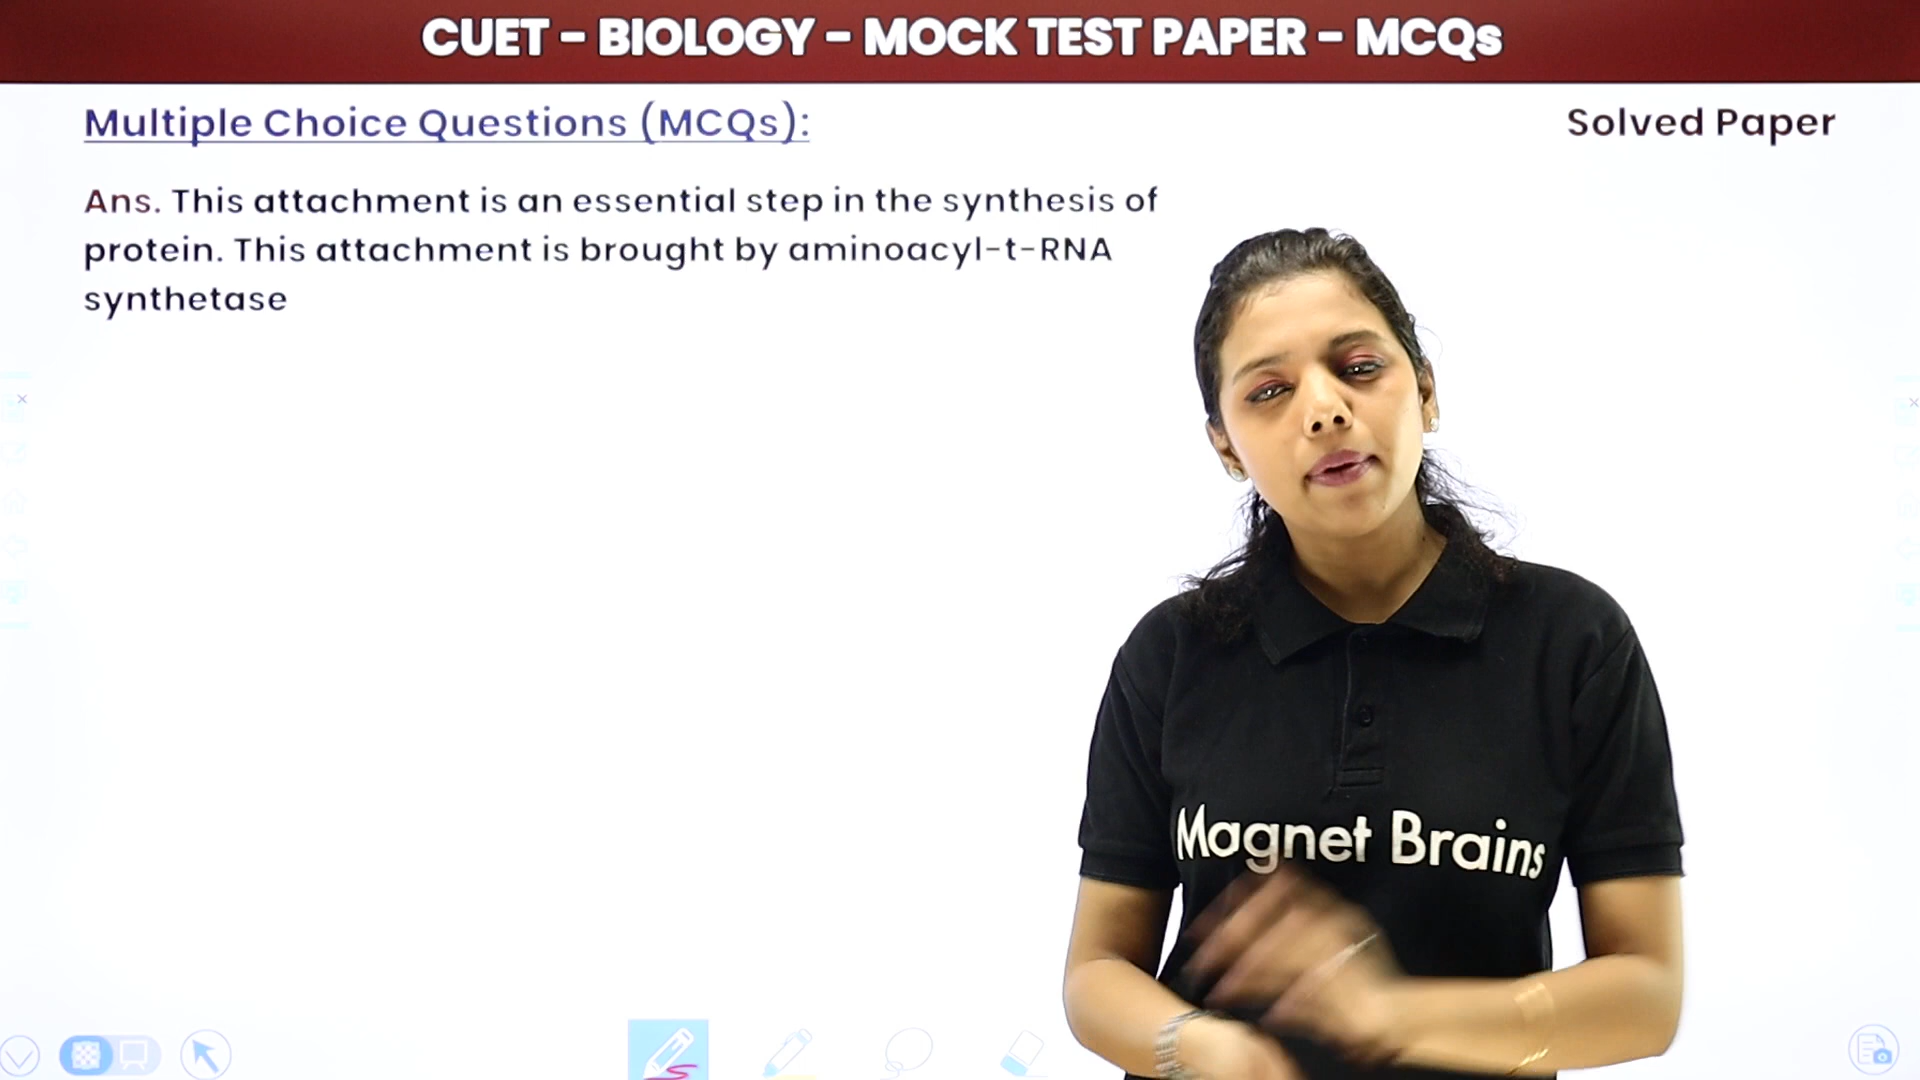 CUET - BIOLOGY - MOCK TEST PAPER - MCQs
Multiple Choice Questions (MCQs):
Solved Paper
Ans. This attachment is an essential step in the synthesis of
protein. This attachment is brought by aminoacyl-t-RNA
synthetase
Magnet Brains